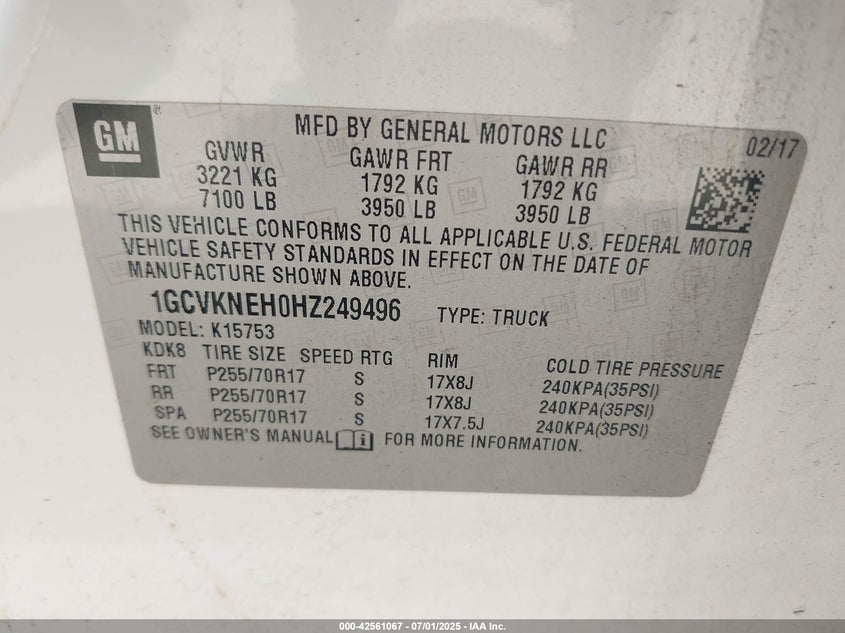 GM
MFD BY GENERAL MOTORS LLC 02/17
GVWR GAWR FRT GAWR RR
3221 KG 1792 KG 1792 KG
7100 LB 3950 LB 3950 LB
THIS VEHICLE CONFORMS TO ALL APPLICABLE U.S. FEDERAL MOTOR
VEHICLE SAFETY STANDARDS IN EFFECT ON THE DATE OF
MANUFACTURE SHOWN ABOVE.
1GCVKNEH0HZ249496 TYPE: TRUCK
MODEL: K15753
KDK8 TIRE SIZE SPEED RTG RIM COLD TIRE PRESSURE
FRT P255/70R17 S 17X8J 240KPA(35PSI)
RR P255/70R17 S 17X8J 240KPA(35PSI)
SPA P255/70R17 S 17X7.5J 240KPA(35PSI)
SEE OWNER'S MANUAL FOR MORE INFORMATION.
000-42561067 - 07/01/2025 - IAA Inc.